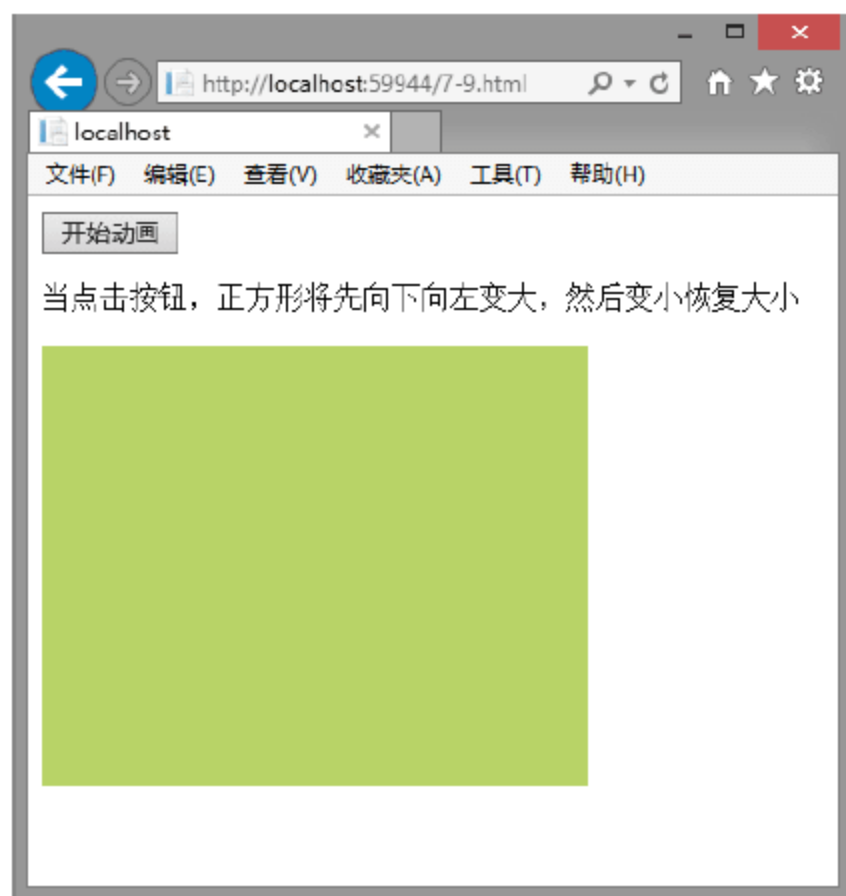 http://localhost:59944/7-9.html
localhost
文件(F) 编辑(E) 查看(V) 收藏夹(A) 工具(T) 帮助(H)
开始动画
当点击按钮，正方形将先向下向左变大，然后变小恢复大小